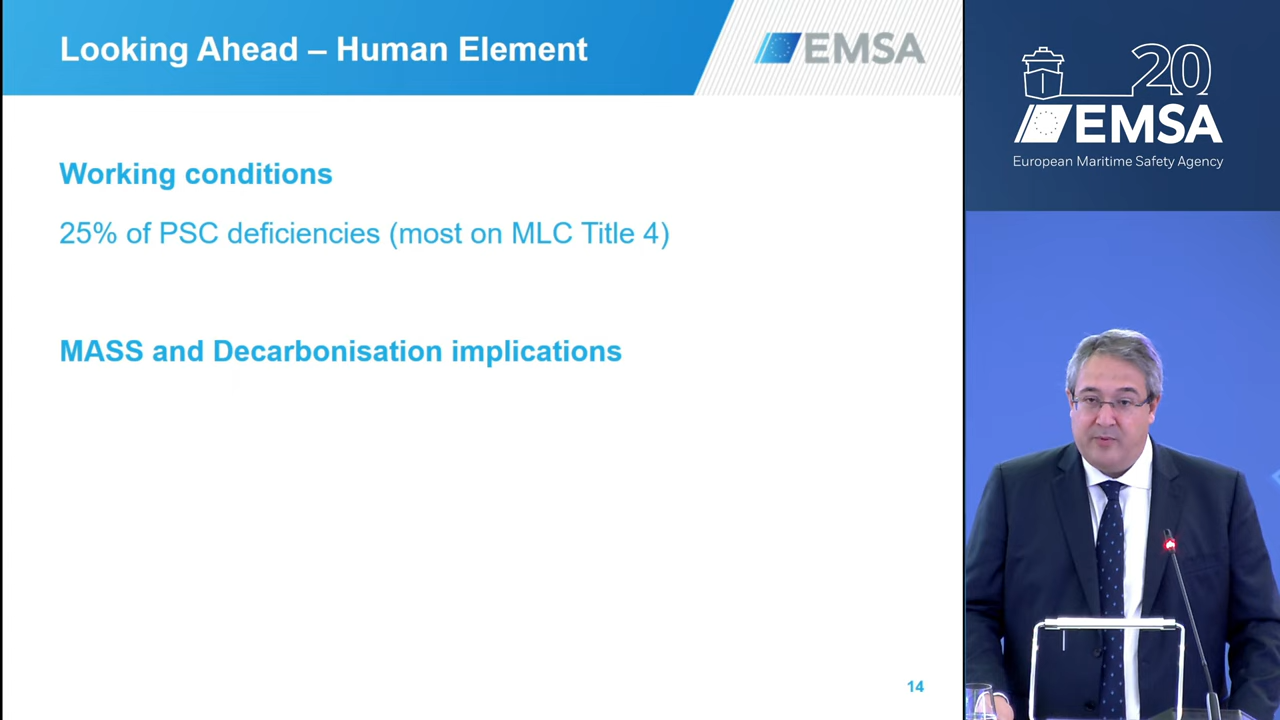 Looking Ahead – Human Element
EMSA
Working conditions
25% of PSC deficiencies (most on MLC Title 4)
MASS and Decarbonisation implications
14
20
EMSA
European Maritime Safety Agency